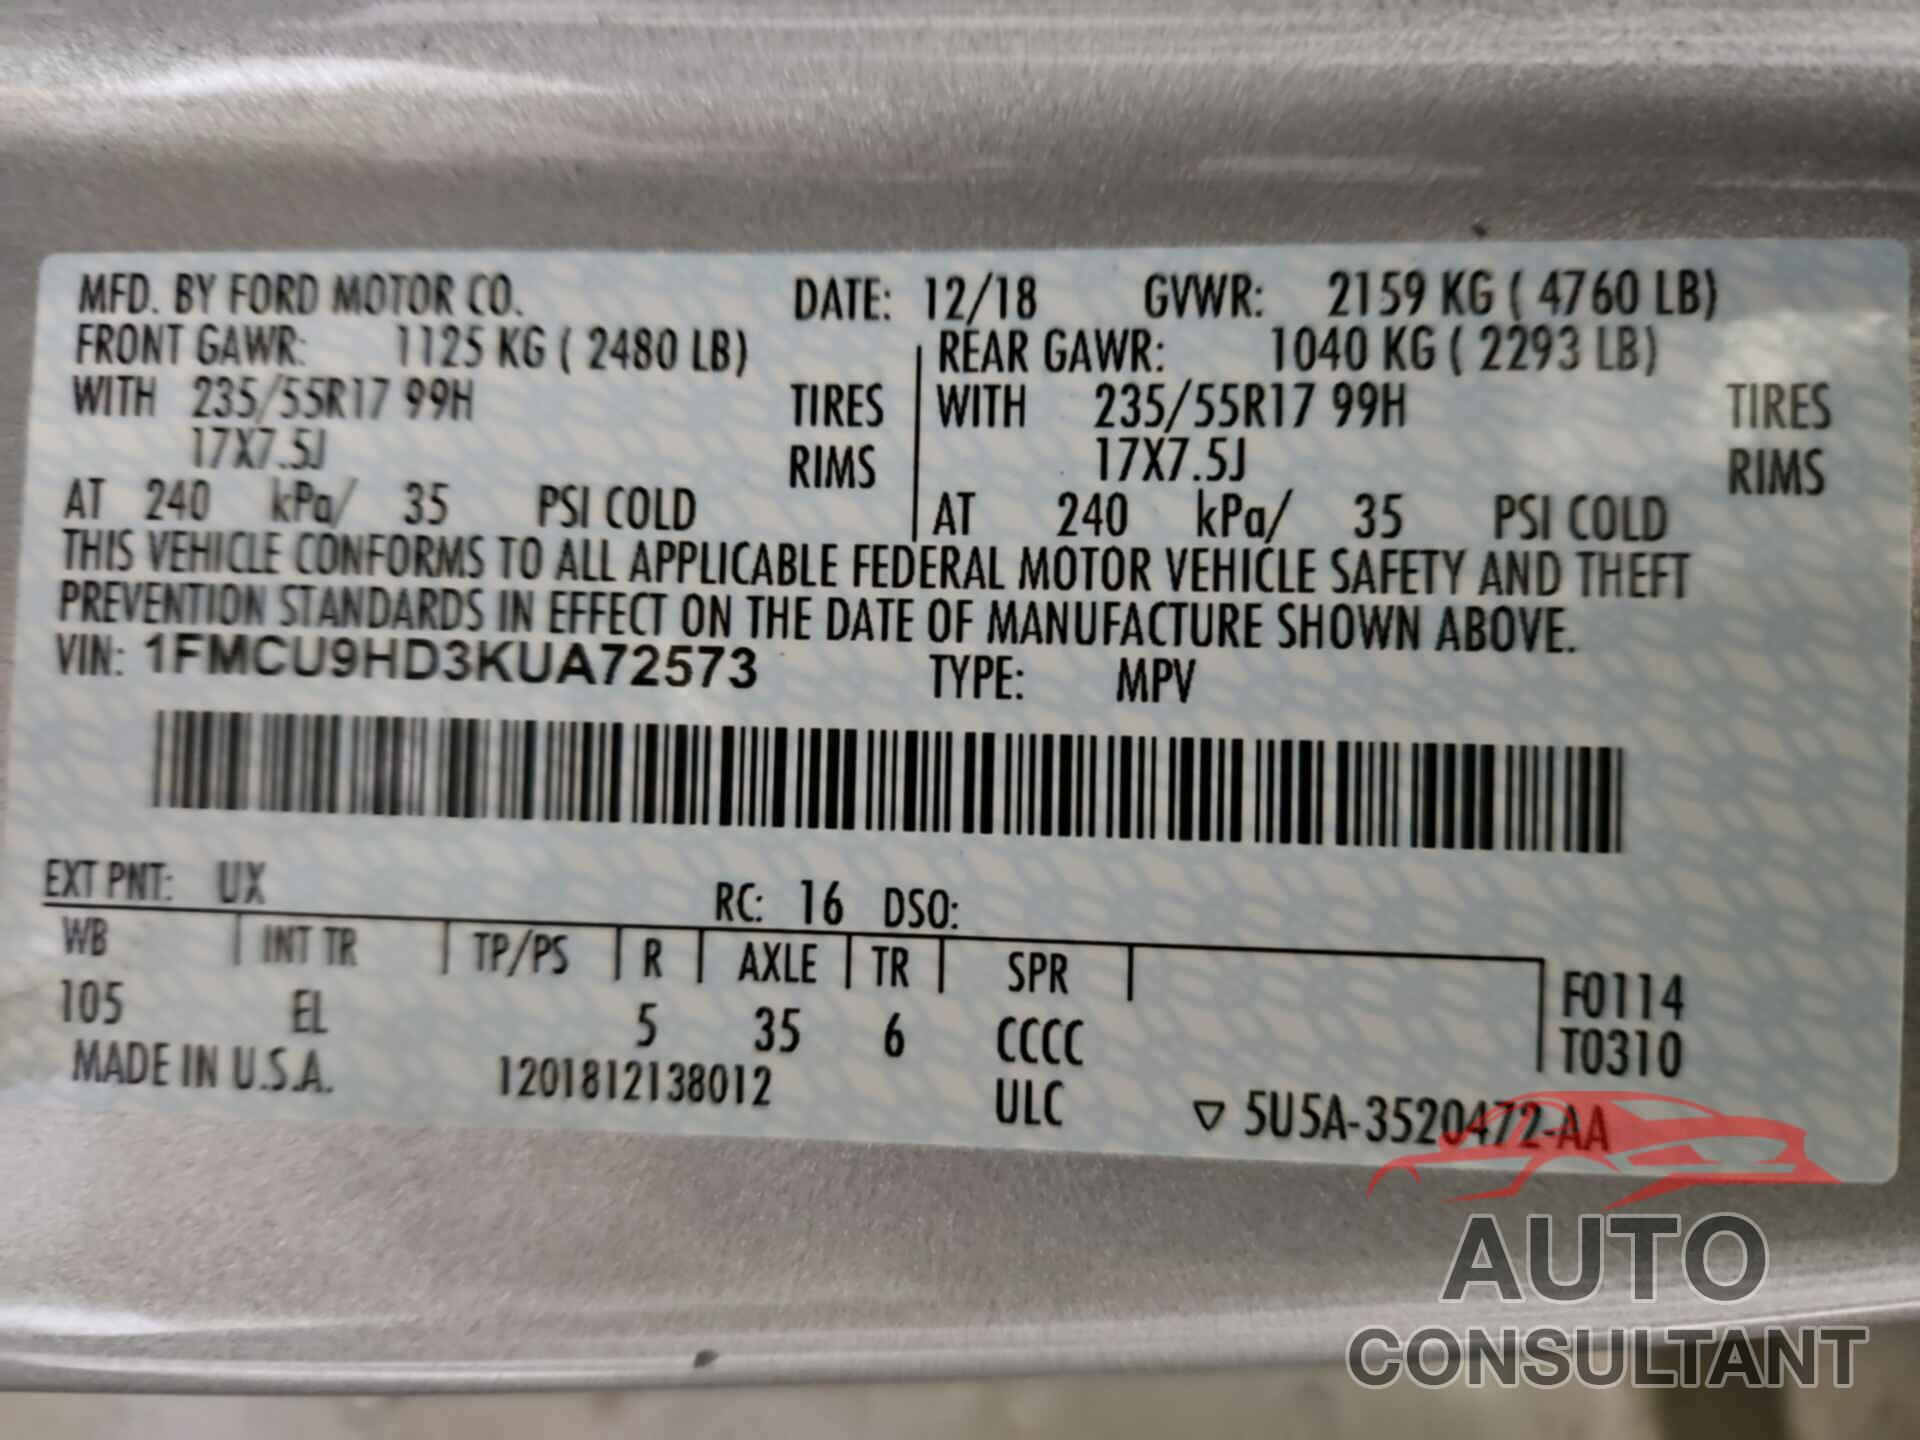 MFD. BY FORD MOTOR CO. DATE: 12/18 GVWR: 2159 KG ( 4760 LB)
FRONT GAWR: 1125 KG ( 2480 LB) REAR GAWR: 1040 KG ( 2293 LB)
WITH 235/55R17 99H TIRES WITH 235/55R17 99H TIRES
17X7.5J RIMS 17X7.5J RIMS
AT 240 kPa/ 35 PSI COLD AT 240 kPa/ 35 PSI COLD
THIS VEHICLE CONFORMS TO ALL APPLICABLE FEDERAL MOTOR VEHICLE SAFETY AND THEFT
PREVENTION STANDARDS IN EFFECT ON THE DATE OF MANUFACTURE SHOWN ABOVE.
VIN: 1FMCU9HD3KUA72573 TYPE: MPV
EXT PNT: UX RC: 16 DSO:
WB INT TR TP/PS R AXLE TR SPR F0114
105 EL 5 35 6 CCCC T0310
MADE IN U.S.A. 1201812138012 ULC ▽ 5U5A-3520472-AA
AUTO
CONSULTANT